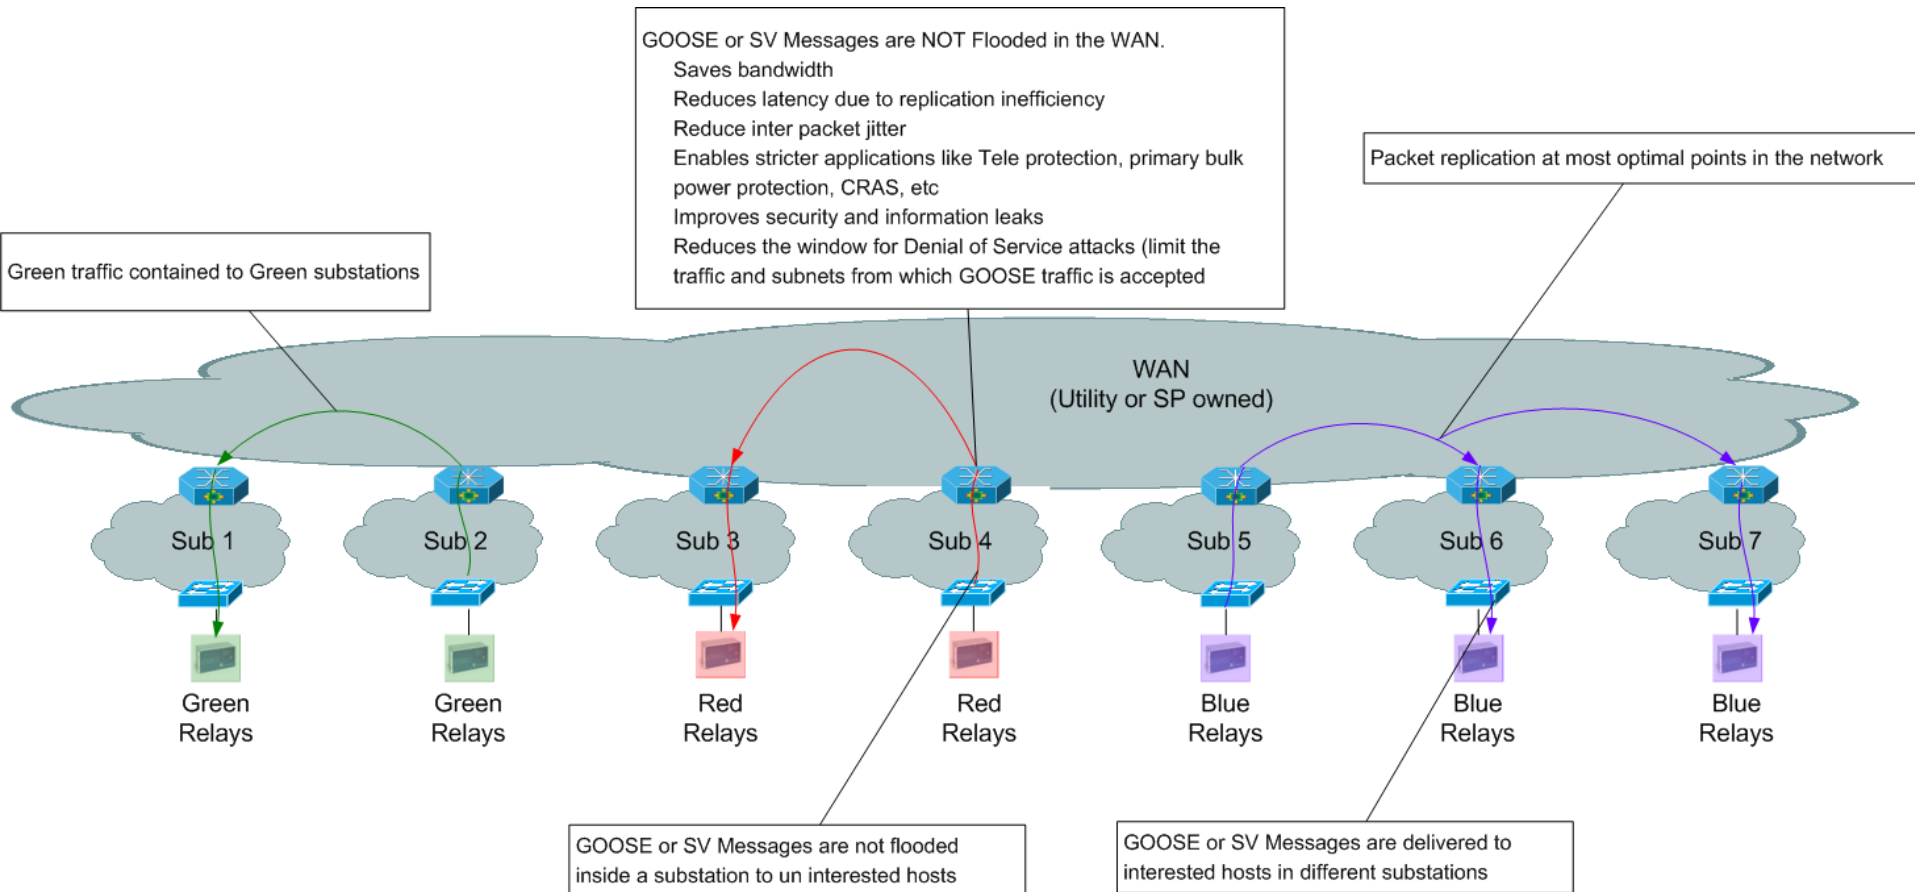 GOOSE or SV Messages are NOT Flooded in the WAN.
Saves bandwidth
Reduces latency due to replication inefficiency
Reduce inter packet jitter
Enables stricter applications like Tele protection, primary bulk
power protection, CRAS, etc
Improves security and information leaks
Reduces the window for Denial of Service attacks (limit the
traffic and subnets from which GOOSE traffic is accepted
Packet replication at most optimal points in the network
Green traffic contained to Green substations
WAN
(Utility or SP owned)
Sub 1
Sub 2
Sub 3
Sub 4
Sub 5
Sub 6
Sub 7
Green
Relays
Green
Relays
Red
Relays
Red
Relays
Blue
Relays
Blue
Relays
Blue
Relays
GOOSE or SV Messages are not flooded
inside a substation to un interested hosts
GOOSE or SV Messages are delivered to
interested hosts in different substations